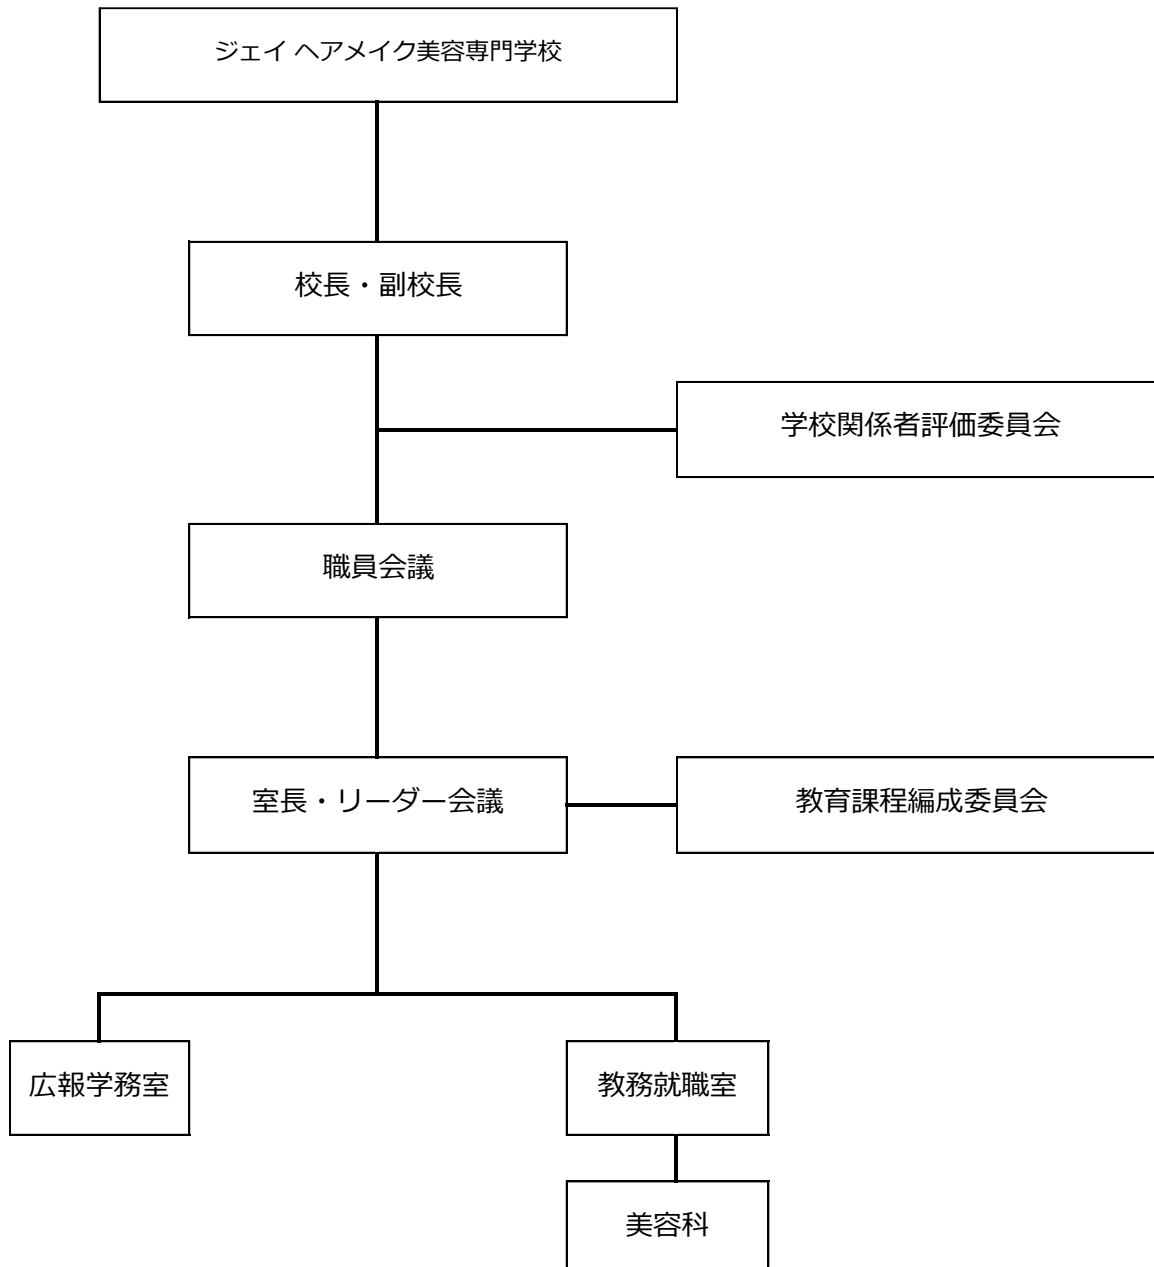 ジェイ ヘアメイク美容専門学校
校長・副校長
学校関係者評価委員会
職員会議
室長・リーダー会議
教育課程編成委員会
広報学務室
教務就職室
美容科